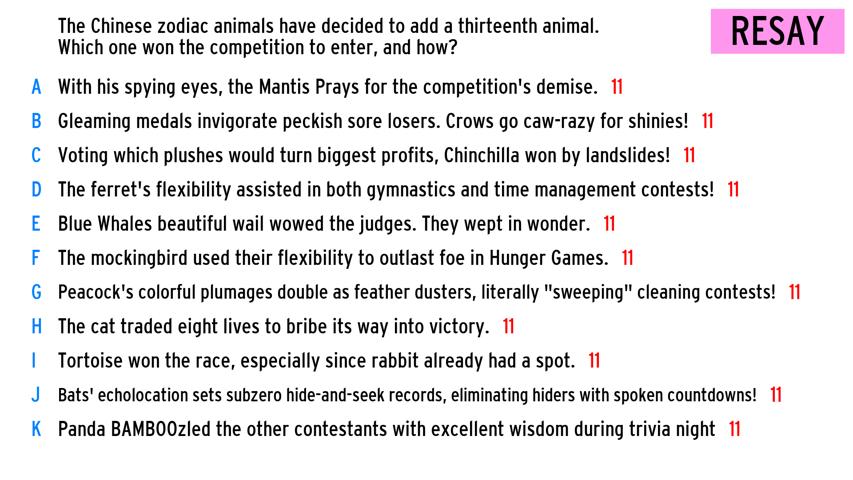 The Chinese zodiac animals have decided to add a thirteenth animal.
Which one won the competition to enter, and how?
RESAY
A With his spying eyes, the Mantis Prays for the competition's demise. 11
B Gleaming medals invigorate peckish sore losers. Crows go caw-razy for shinies! 11
C Voting which plushes would turn biggest profits, Chinchilla won by landslides! 11
D The ferret's flexibility assisted in both gymnastics and time management contests! 11
E Blue Whales beautiful wail wowed the judges. They wept in wonder. 11
F The mockingbird used their flexibility to outlast foe in Hunger Games. 11
G Peacock's colorful plumages double as feather dusters, literally "sweeping" cleaning contests! 11
H The cat traded eight lives to bribe its way into victory. 11
I Tortoise won the race, especially since rabbit already had a spot. 11
J Bats' echolocation sets subzero hide-and-seek records, eliminating hiders with spoken countdowns! 11
K Panda BAMBOOzled the other contestants with excellent wisdom during trivia night 11